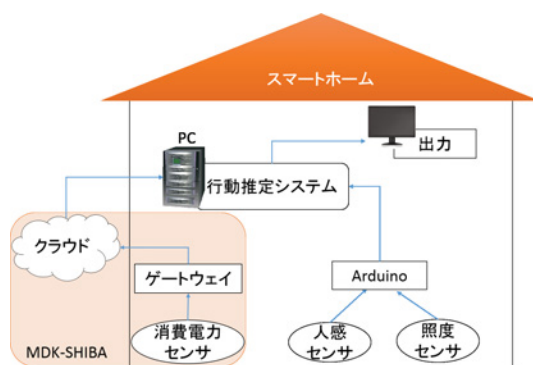 スマートホーム
PC
出力
行動推定システム
クラウド
ゲートウェイ
Arduino
消費電力
センサ
人感
センサ
照度
センサ
MDK-SHIBA